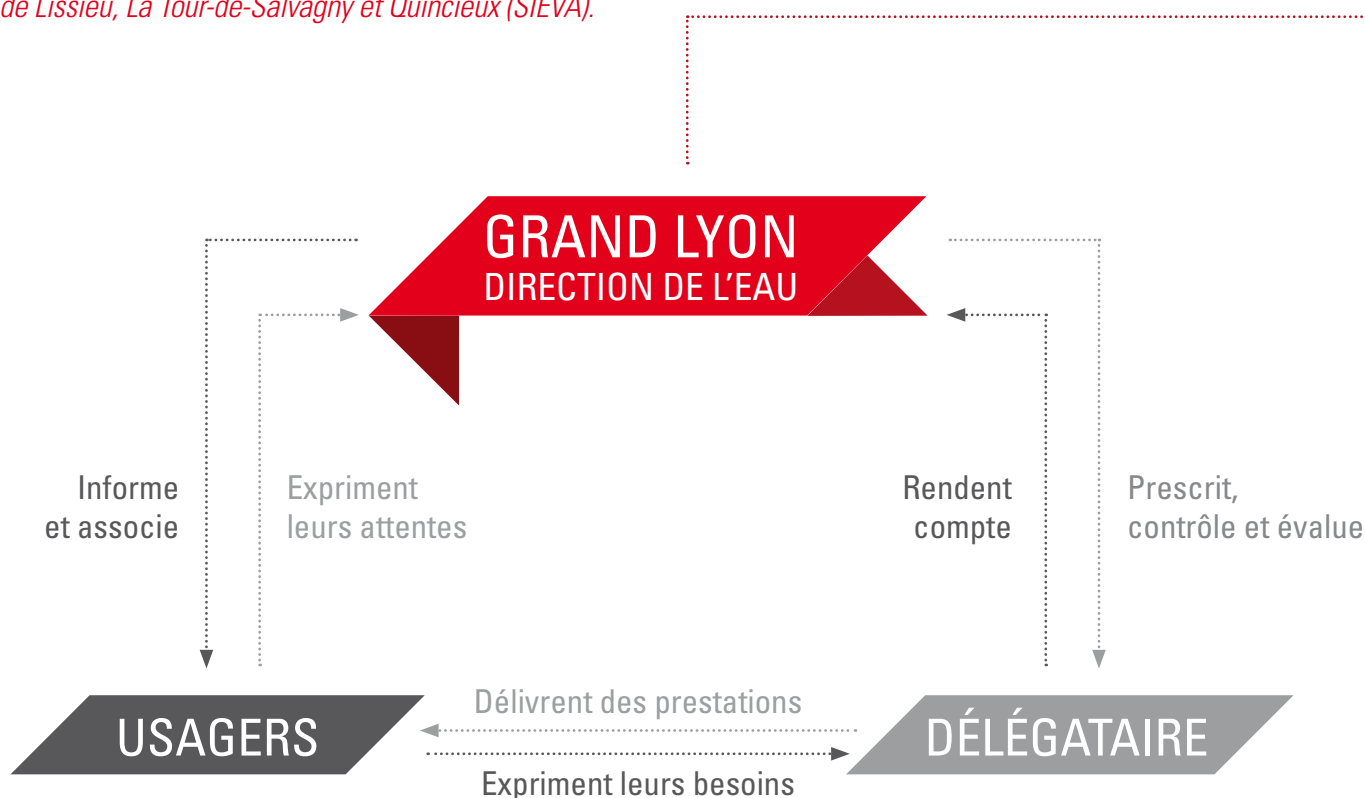 de Lissieu, La Tour-de-Salvagny et Quincieux (SIEVA).
GRAND LYON
DIRECTION DE L'EAU
Informe
et associe
Expriment
leurs attentes
Rendent
compte
Prescrit,
contrôle et évalue
USAGERS
Délivrent des prestations
Expriment leurs besoins
DÉLÉGATAIRE